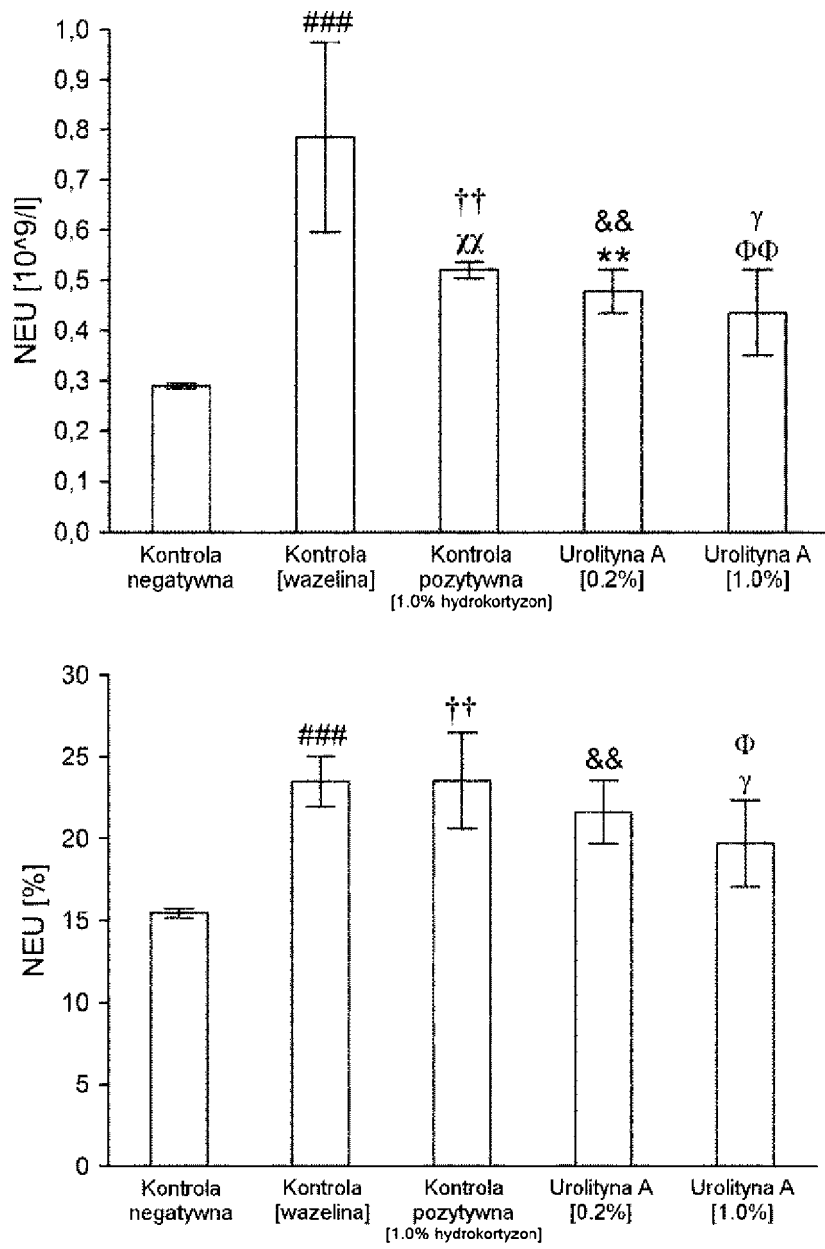 ###
1,0
0,9
0,8
0,7
0,6
0,5
0,4
0,3
0,2
0,1
0,0
NEU [10^9/l]
††
χχ
&&
**
γ
ΦΦ
Kontrola
negatywna
Kontrola
[wazelina]
Kontrola
pozytywna
[1.0% hydrokortyzon]
Urolityna A
[0.2%]
Urolityna A
[1.0%]
30
25
20
15
10
5
0
NEU [%]
###
††
&&
Φ
γ
Kontrola
negatywna
Kontrola
[wazelina]
Kontrola
pozytywna
[1.0% hydrokortyzon]
Urolityna A
[0.2%]
Urolityna A
[1.0%]